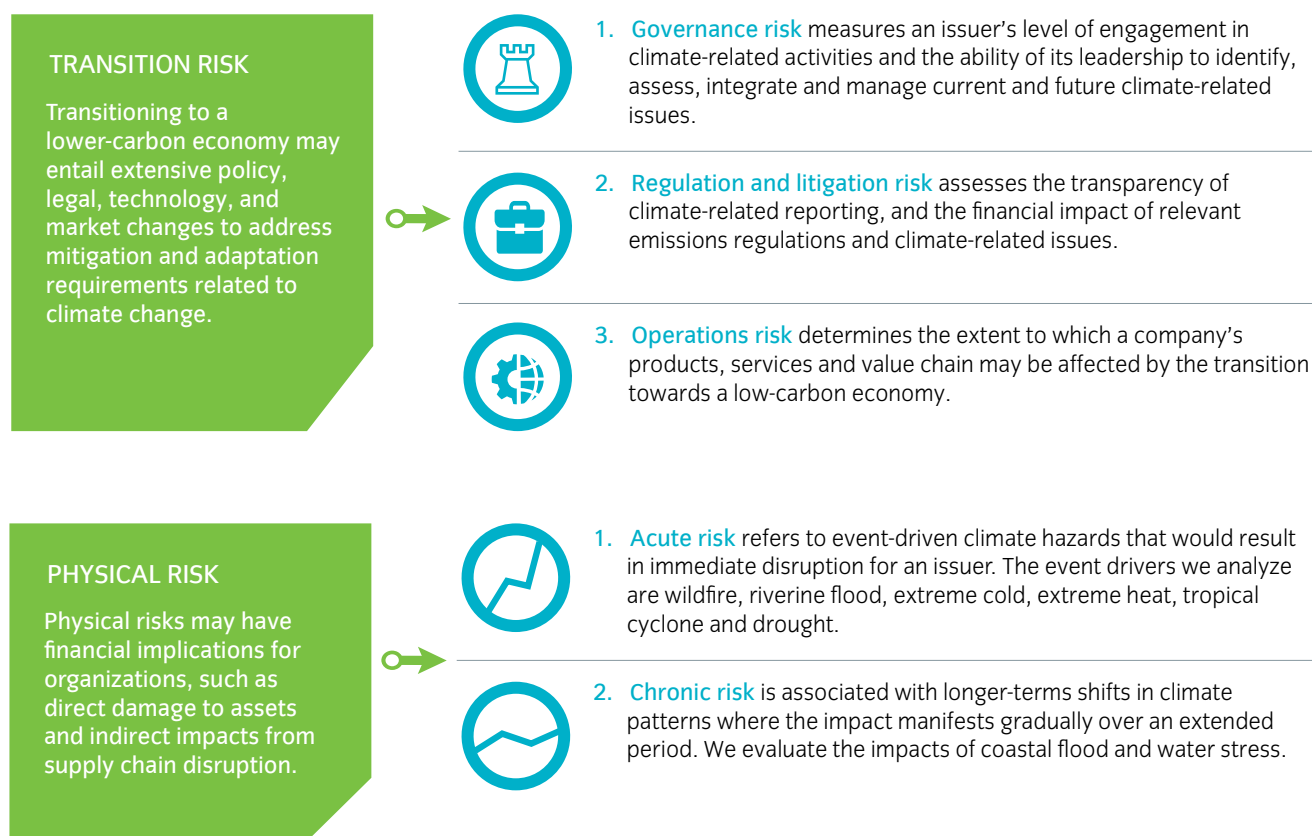 TRANSITION RISK
Transitioning to a
lower-carbon economy may
entail extensive policy,
legal, technology, and
market changes to address
mitigation and adaptation
requirements related to
climate change.
1. Governance risk measures an issuer’s level of engagement in
climate-related activities and the ability of its leadership to identify,
assess, integrate and manage current and future climate-related
issues.
2. Regulation and litigation risk assesses the transparency of
climate-related reporting, and the financial impact of relevant
emissions regulations and climate-related issues.
3. Operations risk determines the extent to which a company’s
products, services and value chain may be affected by the transition
towards a low-carbon economy.
PHYSICAL RISK
Physical risks may have
financial implications for
organizations, such as
direct damage to assets
and indirect impacts from
supply chain disruption.
1. Acute risk refers to event-driven climate hazards that would result
in immediate disruption for an issuer. The event drivers we analyze
are wildfire, riverine flood, extreme cold, extreme heat, tropical
cyclone and drought.
2. Chronic risk is associated with longer-terms shifts in climate
patterns where the impact manifests gradually over an extended
period. We evaluate the impacts of coastal flood and water stress.